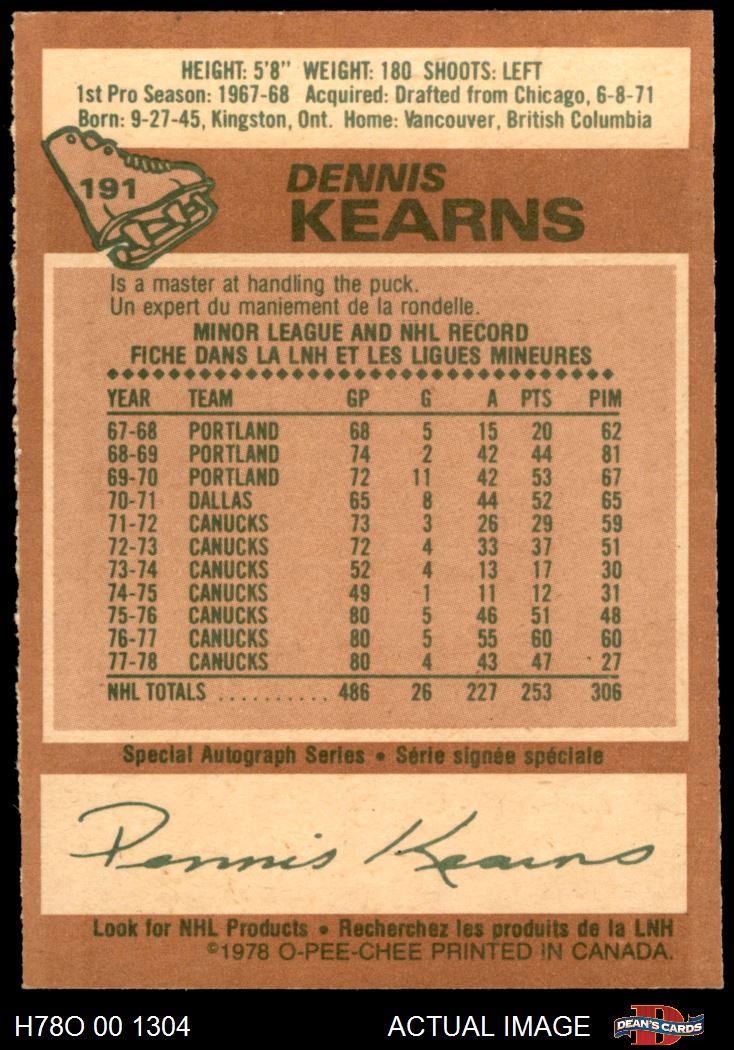 HEIGHT: 5'8" WEIGHT: 180 SHOOTS: LEFT
1st Pro Season: 1967-68 Acquired: Drafted from Chicago, 6-8-71
Born: 9-27-45, Kingston, Ont. Home: Vancouver, British Columbia
191
DENNIS
KEARNS
Is a master at handling the puck.
Un expert du maniement de la rondelle.
MINOR LEAGUE AND NHL RECORD
FICHE DANS LA LNH ET LES LIGUES MINEURES
YEAR TEAM GP G A PTS PIM
67-68 PORTLAND 68 5 15 20 62
68-69 PORTLAND 74 2 42 44 81
69-70 PORTLAND 72 11 42 53 67
70-71 DALLAS 65 8 44 52 65
71-72 CANUCKS 73 3 26 29 59
72-73 CANUCKS 72 4 33 37 51
73-74 CANUCKS 52 4 13 17 30
74-75 CANUCKS 49 1 11 12 31
75-76 CANUCKS 80 5 46 51 48
76-77 CANUCKS 80 5 55 60 60
77-78 CANUCKS 80 4 43 47 27
NHL TOTALS .......... 486 26 227 253 306
Special Autograph Series • Série signée spéciale
Dennis Kearns
Look for NHL Products • Recherchez les produits de la LNH
©1978 O-PEE-CHEE PRINTED IN CANADA.
H78O 00 1304 ACTUAL IMAGE D DEAN'S CARDS